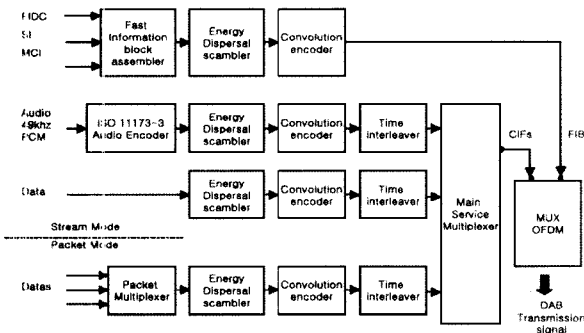 FIDC
SI
MCI
Fast
Information
block
assembler
Energy
Dispersal
scambler
Convolution
encoder
Audio
48khz
PCM
ISO 11173-3
Audio Encoder
Energy
Dispersal
scambler
Convolution
encoder
Time
interleaver
CIFs
FIB
Data
Energy
Dispersal
scambler
Convolution
encoder
Time
interleaver
Main
Service
Multiplexer
MUX
OFDM
Stream Mode
Packet Mode
Datas
Packet
Multiplexer
Energy
Dispersal
scambler
Convolution
encoder
Time
interleaver
DAB
Transmission
signal